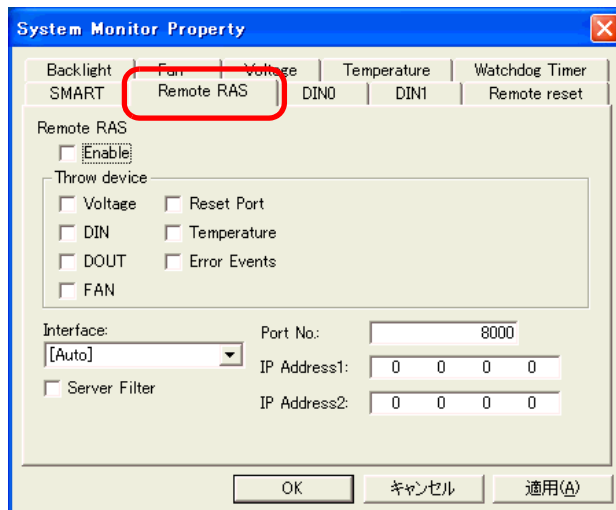 System Monitor Property
Backlight Fan Voltage Temperature Watchdog Timer
SMART Remote RAS DIN0 DIN1 Remote reset
Remote RAS
Enable
Throw device
Voltage Reset Port
DIN Temperature
DOUT Error Events
FAN
Interface: Port No.: 8000
[Auto] IP Address1: 0 0 0 0
Server Filter IP Address2: 0 0 0 0
OK キャンセル 適用(A)